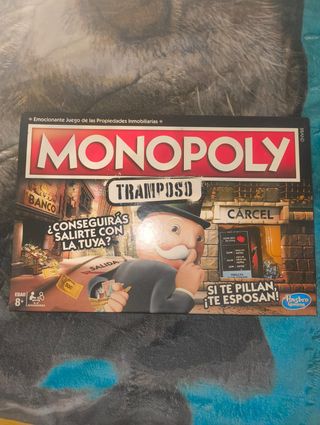 ★ Emocionante Juego de las Propiedades Inmobiliarias ★
MONOPOLY
TRAMPOSO
BANCO
CÁRCEL
¿CONSEGUIRÁS
SALIRTE CON
LA TUYA?
SALIDA
SI TE PILLAN,
¡TE ESPOSAN!
EDAD
8+
Hasbro
Gaming